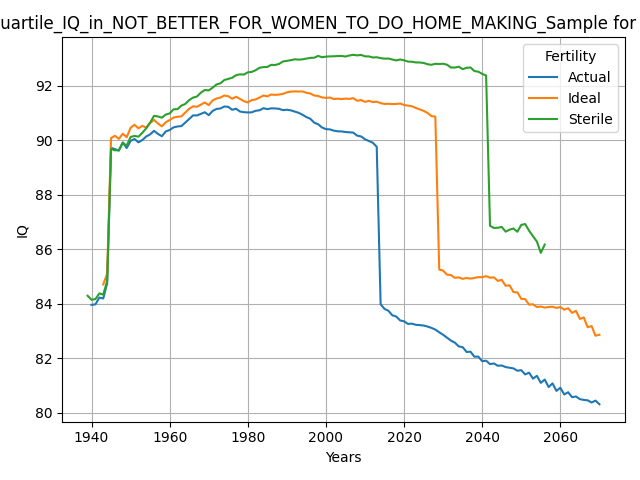 uartile_IQ_in_NOT_BETTER_FOR_WOMEN_TO_DO_HOME_MAKING_Sample for
Fertility
Actual
Ideal
Sterile
IQ
92
90
88
86
84
82
80
1940 1960 1980 2000 2020 2040 2060
Years